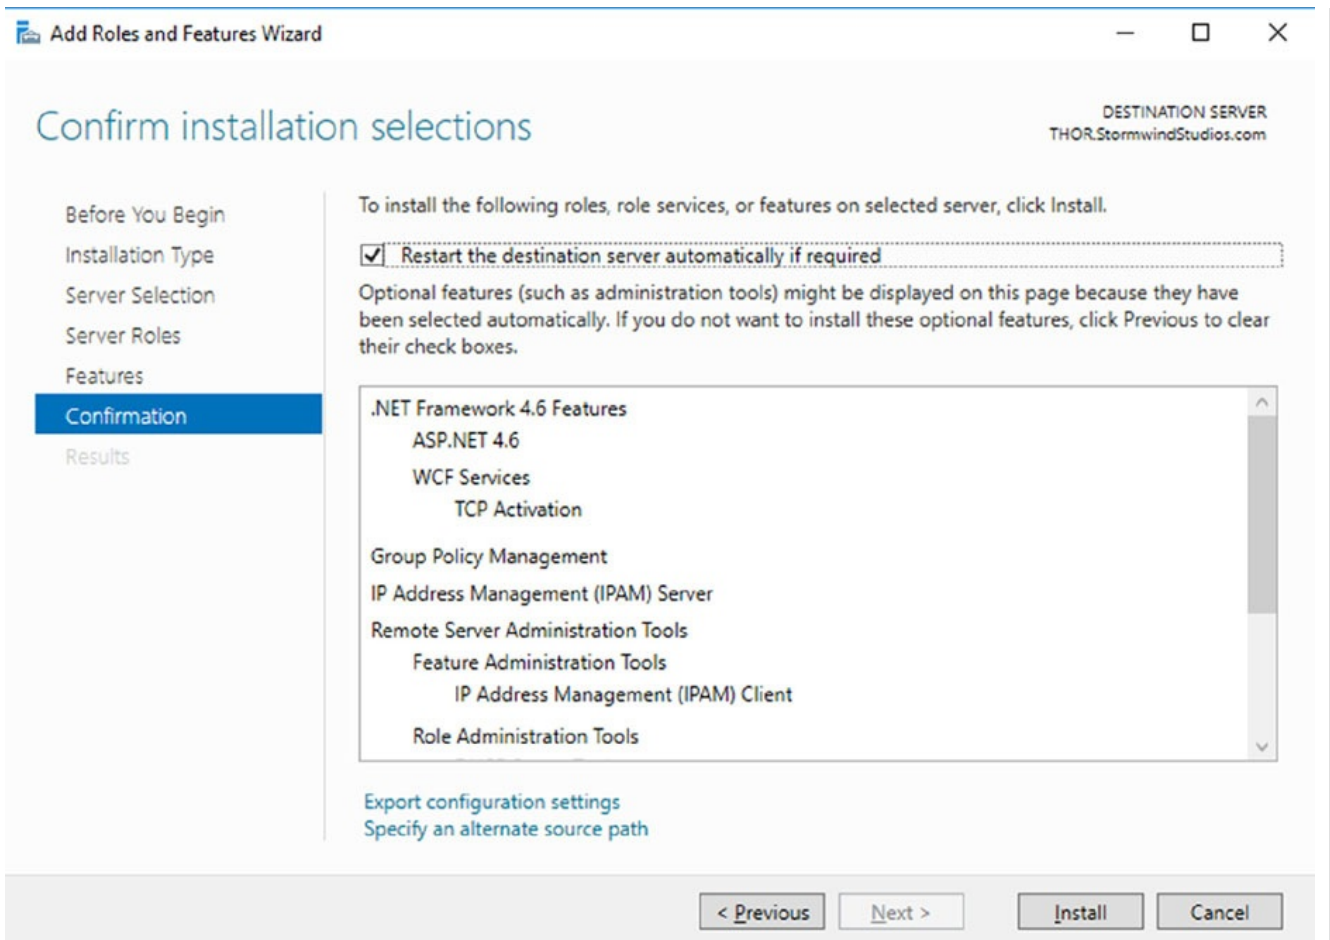 Add Roles and Features Wizard
Confirm installation selections
DESTINATION SERVER
THOR.StormwindStudios.com
Before You Begin
Installation Type
Server Selection
Server Roles
Features
Confirmation
Results
To install the following roles, role services, or features on selected server, click Install.
Restart the destination server automatically if required
Optional features (such as administration tools) might be displayed on this page because they have
been selected automatically. If you do not want to install these optional features, click Previous to clear
their check boxes.
.NET Framework 4.6 Features
ASP.NET 4.6
WCF Services
TCP Activation
Group Policy Management
IP Address Management (IPAM) Server
Remote Server Administration Tools
Feature Administration Tools
IP Address Management (IPAM) Client
Role Administration Tools
Export configuration settings
Specify an alternate source path
< Previous
Next >
Install
Cancel